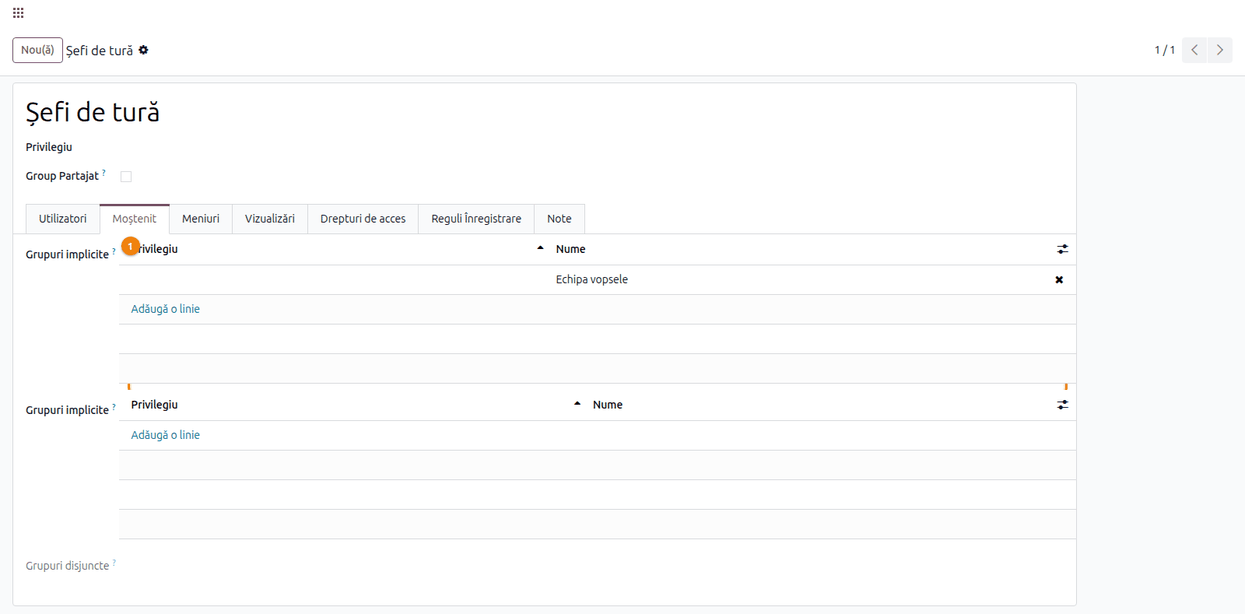 Nou(ă) Șefi de tură 1 / 1
Șefi de tură
Privilegiu
Group Partajat ?
Utilizatori Moștenit Meniuri Vizualizări Drepturi de acces Reguli Înregistrare Note
Grupuri implicite ? 1 rivilegiu Nume
Echipa vopsele
Adăugă o linie
Grupuri implicite ? Privilegiu Nume
Adăugă o linie
Grupuri disjuncte ?